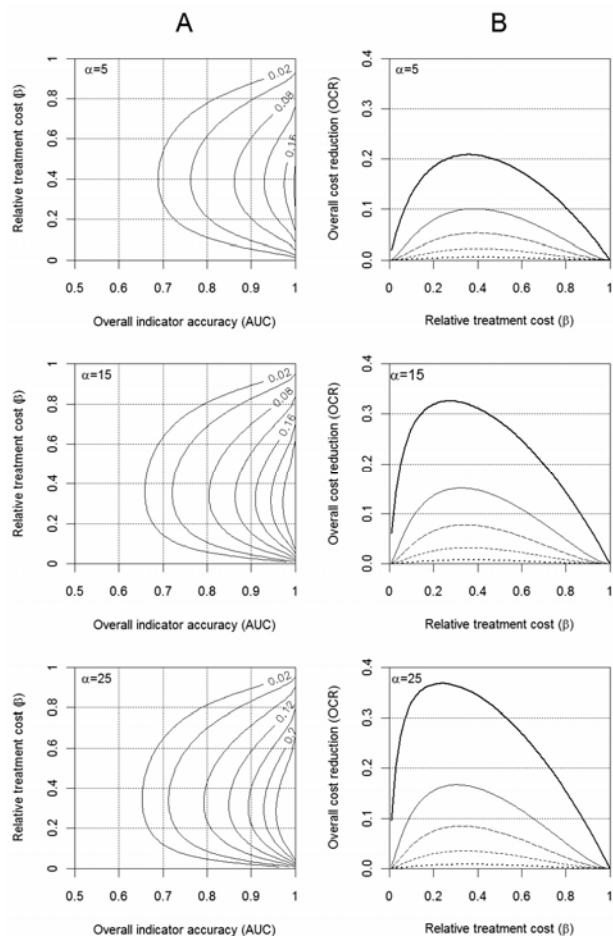 A B
α=5
Relative treatment cost (β)
0 0.2 0.4 0.6 0.8 1
0.02
0.08
0.16
0.5 0.6 0.7 0.8 0.9 1
Overall indicator accuracy (AUC)
α=5
Overall cost reduction (OCR)
0.0 0.1 0.2 0.3 0.4
0 0.2 0.4 0.6 0.8 1
Relative treatment cost (β)
α=15
Relative treatment cost (β)
0 0.2 0.4 0.6 0.8 1
0.02
0.08
0.16
0.5 0.6 0.7 0.8 0.9 1
Overall indicator accuracy (AUC)
α=15
Overall cost reduction (OCR)
0.0 0.1 0.2 0.3 0.4
0 0.2 0.4 0.6 0.8 1
Relative treatment cost (β)
α=25
Relative treatment cost (β)
0 0.2 0.4 0.6 0.8 1
0.02
0.12
0.2
0.5 0.6 0.7 0.8 0.9 1
Overall indicator accuracy (AUC)
α=25
Overall cost reduction (OCR)
0.0 0.1 0.2 0.3 0.4
0 0.2 0.4 0.6 0.8 1
Relative treatment cost (β)